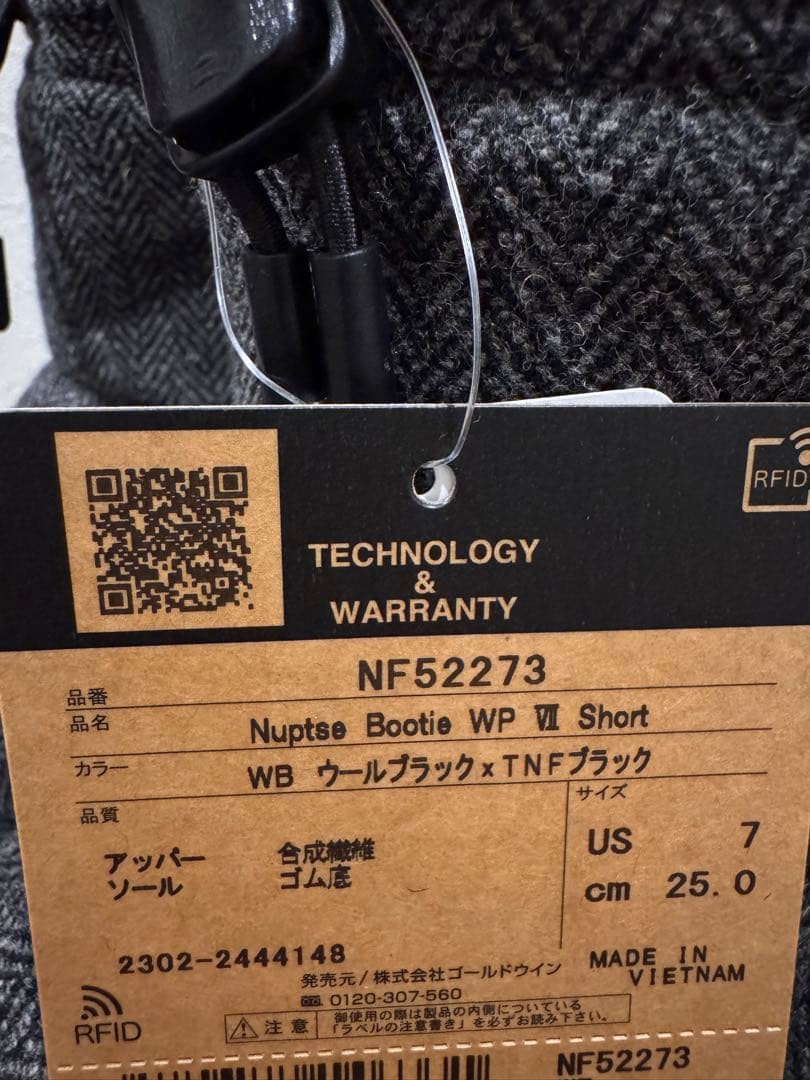 RFID
TECHNOLOGY
&
WARRANTY
品番 NF52273
品名 Nuptse Bootie WP Ⅶ Short
カラー WB ウールブラック×TNFブラック
品質
サイズ
アッパー 合成繊維
ソール ゴム底
US 7
cm 25.0
2302-2444148
発売元/株式会社ゴールドウイン
0120-307-560
MADE IN
VIETNAM
RFID
注意
御使用の際は製品の内側についている
「ラベルの注意書き」を必ずお読み下さい。
NF52273